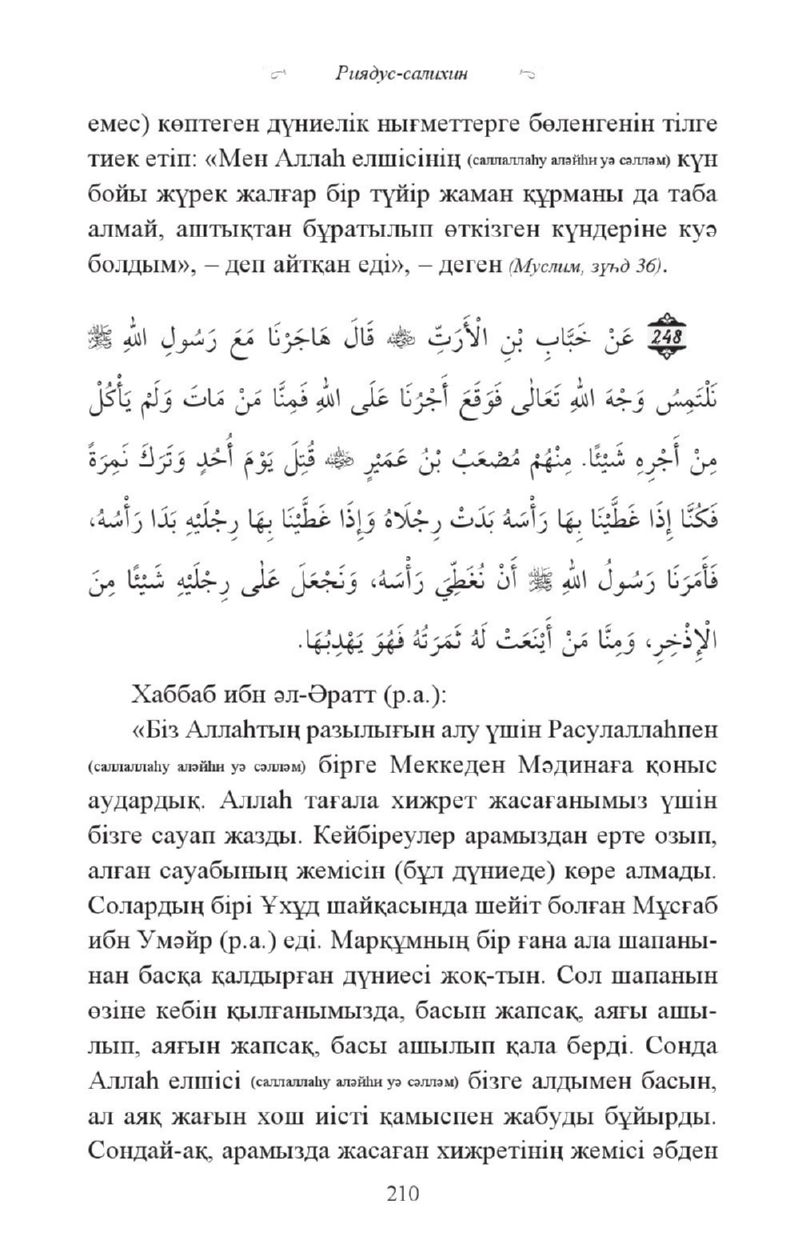 Риядус-салихин
емес) көптеген дүниелік нығметтерге бөленгенін тілге
тиек етіп: «Мен Аллаһ елшісінің (саллаллаһу аләйһи уә сәлләм) күн
бойы жүрек жалғар бір түйір жаман құрманы да таба
алмай, аштықтан бұратылып өткізген күндеріне куә
болдым», – деп айтқан еді», – деген (Муслим, зүһд 36).
248 عَنْ خَبَّابِ بْنِ الْأَرَتِّ ﷺ قَالَ هَاجَرْنَا مَعَ رَسُولِ اللهِ ﷺ
نَلْتَمِسُ وَجْهَ اللهِ تَعَالٰى فَوَقَعَ أَجْرُنَا عَلَى اللهِ فَمِنَّا مَنْ مَاتَ وَلَمْ يَأْكُلْ
مِنْ أَجْرِهِ شَيْئًا. مِنْهُمْ مُصْعَبُ بْنُ عَمَيْرٍ قُتِلَ يَوْمَ أُحُدٍ وَتَرَكَ نَمِرَةً
فَكُنَّا إِذَا غَطَّيْنَا بِهَا رَأْسَهُ بَدَتْ رِجْلَاهُ وَإِذَا غَطَّيْنَا بِهَا رِجْلَيْهِ بَدَا رَأْسُهُ،
فَأَمَرَنَا رَسُولُ اللهِ ﷺ أَنْ نُغَطِّيَ رَأْسَهُ، وَنَجْعَلَ عَلٰى رِجْلَيْهِ شَيْئًا مِنَ
الْإِذْخِرِ، وَمِنَّا مَنْ أَيْنَعَتْ لَهُ ثَمَرَتُهُ فَهُوَ يَهْدِبُهَا.
Хаббаб ибн әл-Әратт (р.а.):
«Біз Аллаһтың разылығын алу үшін Расулаллаһпен
(саллаллаһу аләйһи уә сәлләм) бірге Меккеден Мәдинаға қоныс
аудардық. Аллаһ тағала хижрет жасағанымыз үшін
бізге сауап жазды. Кейбіреулер арамыздан ерте озып,
алған сауабының жемісін (бұл дүниеде) көре алмады.
Солардың бірі Ұхұд шайқасында шейіт болған Мұсғаб
ибн Умәйр (р.а.) еді. Марқұмның бір ғана ала шапаны-
нан басқа қалдырған дүниесі жоқ-тын. Сол шапанын
өзіне кебін қылғанымызда, басын жапсақ, аяғы ашы-
лып, аяғын жапсақ, басы ашылып қала берді. Сонда
Аллаһ елшісі (саллаллаһу аләйһи уә сәлләм) бізге алдымен басын,
ал аяқ жағын хош иісті қамыспен жабуды бұйырды.
Сондай-ақ, арамызда жасаған хижретінің жемісі әбден
210